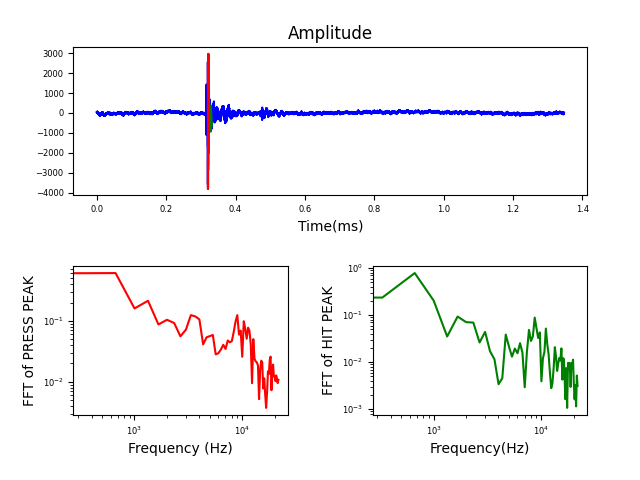 Amplitude
3000
2000
1000
0
−1000
−2000
−3000
−4000
0.0 0.2 0.4 0.6 0.8 1.0 1.2 1.4
Time(ms)
FFT of PRESS PEAK
10⁻¹
10⁻²
10³ 10⁴
Frequency (Hz)
FFT of HIT PEAK
10⁰
10⁻¹
10⁻²
10⁻³
10³ 10⁴
Frequency(Hz)